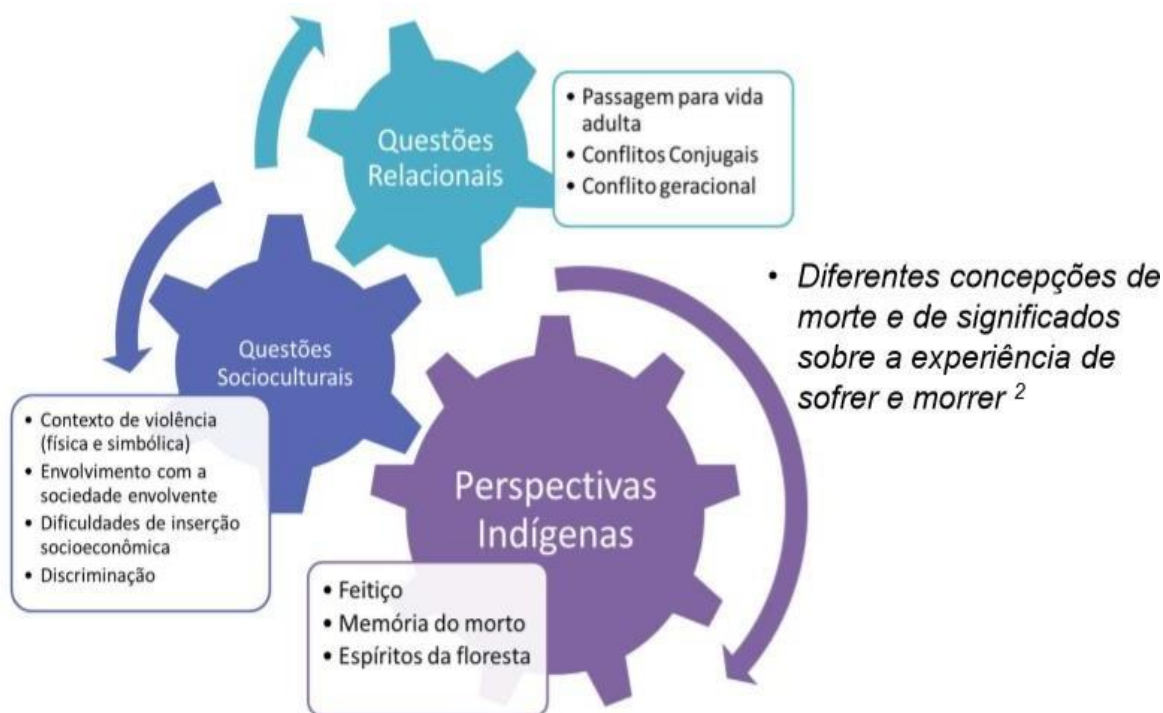 Questões
Relacionais
• Passagem para vida
adulta
• Conflitos Conjugais
• Conflito geracional
Questões
Socioculturais
• Contexto de violência
(física e simbólica)
• Envolvimento com a
sociedade envolvente
• Dificuldades de inserção
socioeconômica
• Discriminação
Perspectivas
Indígenas
• Feitiço
• Memória do morto
• Espíritos da floresta
• Diferentes concepções de
morte e de significados
sobre a experiência de
sofrer e morrer ²